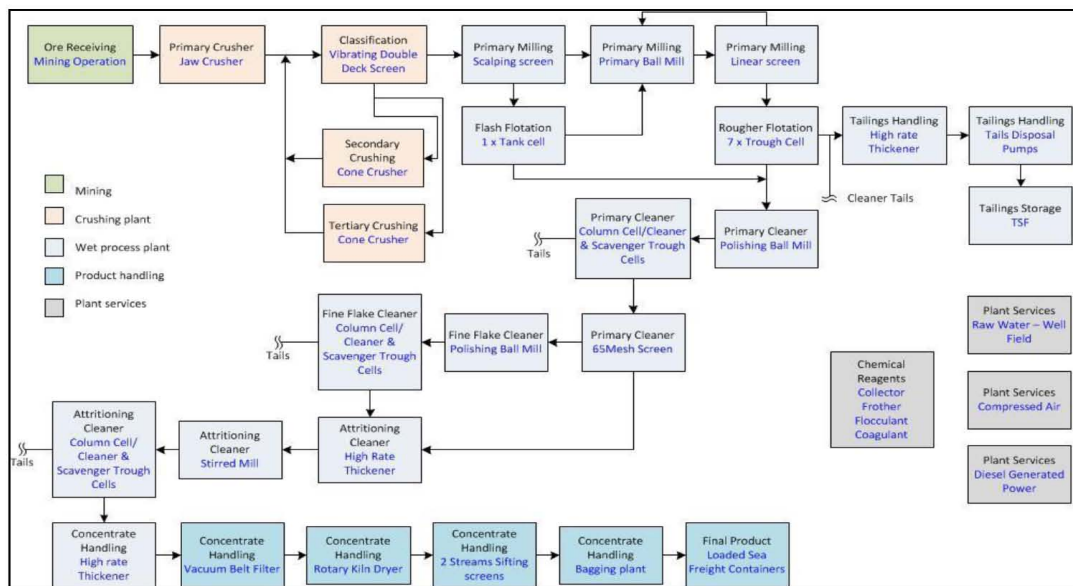 Ore Receiving
Mining Operation
Primary Crusher
Jaw Crusher
Classification
Vibrating Double
Deck Screen
Primary Milling
Scalping screen
Primary Milling
Primary Ball Mill
Primary Milling
Linear screen
Flash Flotation
1 x Tank cell
Rougher Flotation
7 x Trough Cell
Tailings Handling
High rate
Thickener
Tailings Handling
Tails Disposal
Pumps
Secondary
Crushing
Cone Crusher
Cleaner Tails
Tailings Storage
TSF
Mining
Crushing plant
Wet process plant
Product handling
Plant services
Tertiary Crushing
Cone Crusher
Tails
Primary Cleaner
Column Cell/Cleaner
& Scavenger Trough
Cells
Primary Cleaner
Polishing Ball Mill
Tails
Fine Flake Cleaner
Column Cell/
Cleaner &
Scavenger Trough
Cells
Fine Flake Cleaner
Polishing Ball Mill
Primary Cleaner
65Mesh Screen
Chemical
Reagents
Collector
Frother
Flocculant
Coagulant
Plant Services
Raw Water – Well
Field
Plant Services
Compressed Air
Plant Services
Diesel Generated
Power
Tails
Attritioning
Cleaner
Column Cell/
Cleaner &
Scavenger Trough
Cells
Attritioning
Cleaner
Stirred Mill
Attritioning
Cleaner
High Rate
Thickener
Concentrate
Handling
High rate
Thickener
Concentrate
Handling
Vacuum Belt Filter
Concentrate
Handling
Rotary Kiln Dryer
Concentrate
Handling
2 Streams Sifting
screens
Concentrate
Handling
Bagging plant
Final Product
Loaded Sea
Freight Containers